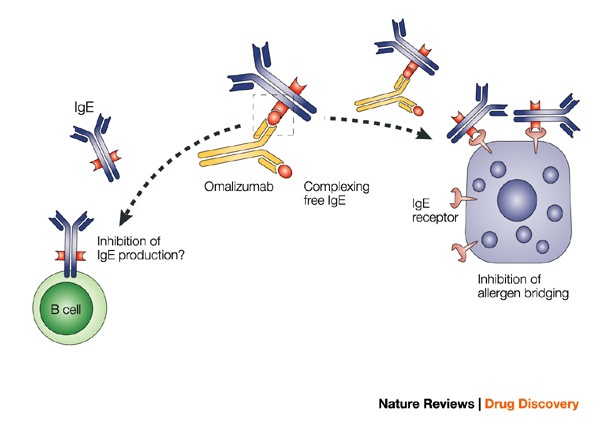 IgE
Omalizumab
Complexing
free IgE
IgE
receptor
Inhibition of
IgE production?
B cell
Inhibition of
allergen bridging
Nature Reviews | Drug Discovery